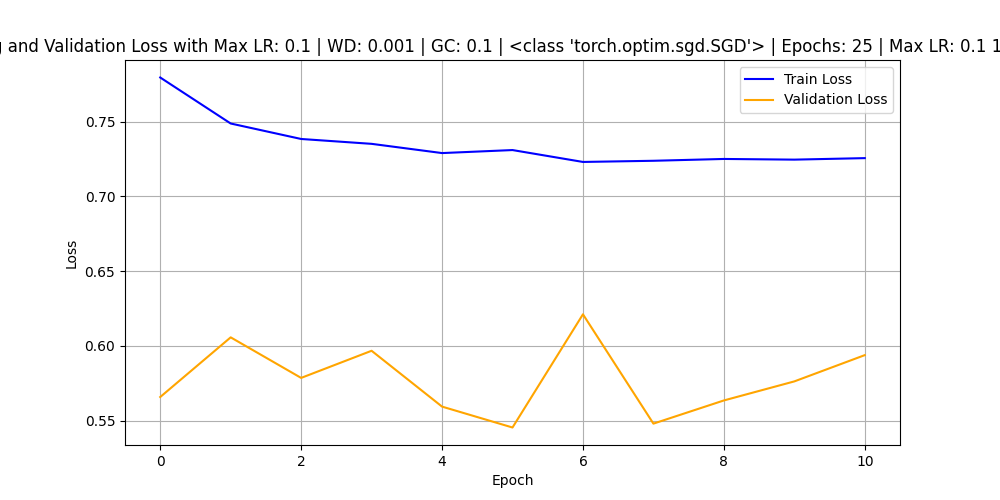 and Validation Loss with Max LR: 0.1 | WD: 0.001 | GC: 0.1 | <class 'torch.optim.sgd.SGD'> | Epochs: 25 | Max LR: 0.1 1
Train Loss
Validation Loss
0.75
0.70
0.65
0.60
0.55
Loss
0 2 4 6 8 10
Epoch